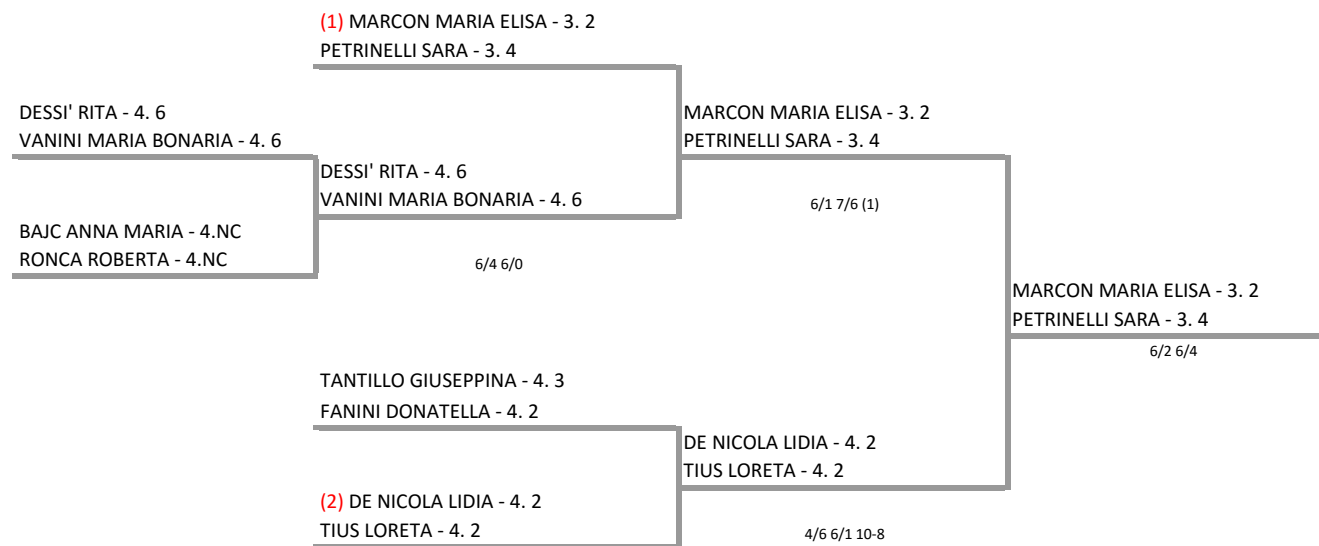 (1) MARCON MARIA ELISA - 3. 2
PETRINELLI SARA - 3. 4
DESSI' RITA - 4. 6
VANINI MARIA BONARIA - 4. 6
MARCON MARIA ELISA - 3. 2
PETRINELLI SARA - 3. 4
DESSI' RITA - 4. 6
VANINI MARIA BONARIA - 4. 6
6/1 7/6 (1)
BAJC ANNA MARIA - 4.NC
RONCA ROBERTA - 4.NC
6/4 6/0
MARCON MARIA ELISA - 3. 2
PETRINELLI SARA - 3. 4
6/2 6/4
TANTILLO GIUSEPPINA - 4. 3
FANINI DONATELLA - 4. 2
DE NICOLA LIDIA - 4. 2
TIUS LORETA - 4. 2
(2) DE NICOLA LIDIA - 4. 2
TIUS LORETA - 4. 2
4/6 6/1 10-8